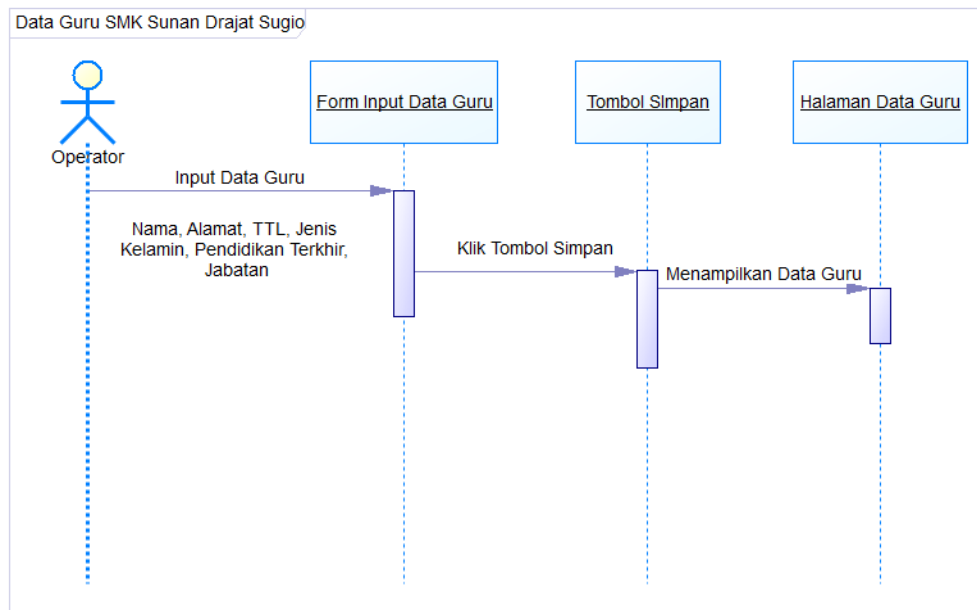 Data Guru SMK Sunan Drajat Sugio
Form Input Data Guru
Tombol SImpan
Halaman Data Guru
Operator
Input Data Guru
Nama, Alamat, TTL, Jenis
Kelamin, Pendidikan Terkhir,
Jabatan
Klik Tombol Simpan
Menampilkan Data Guru